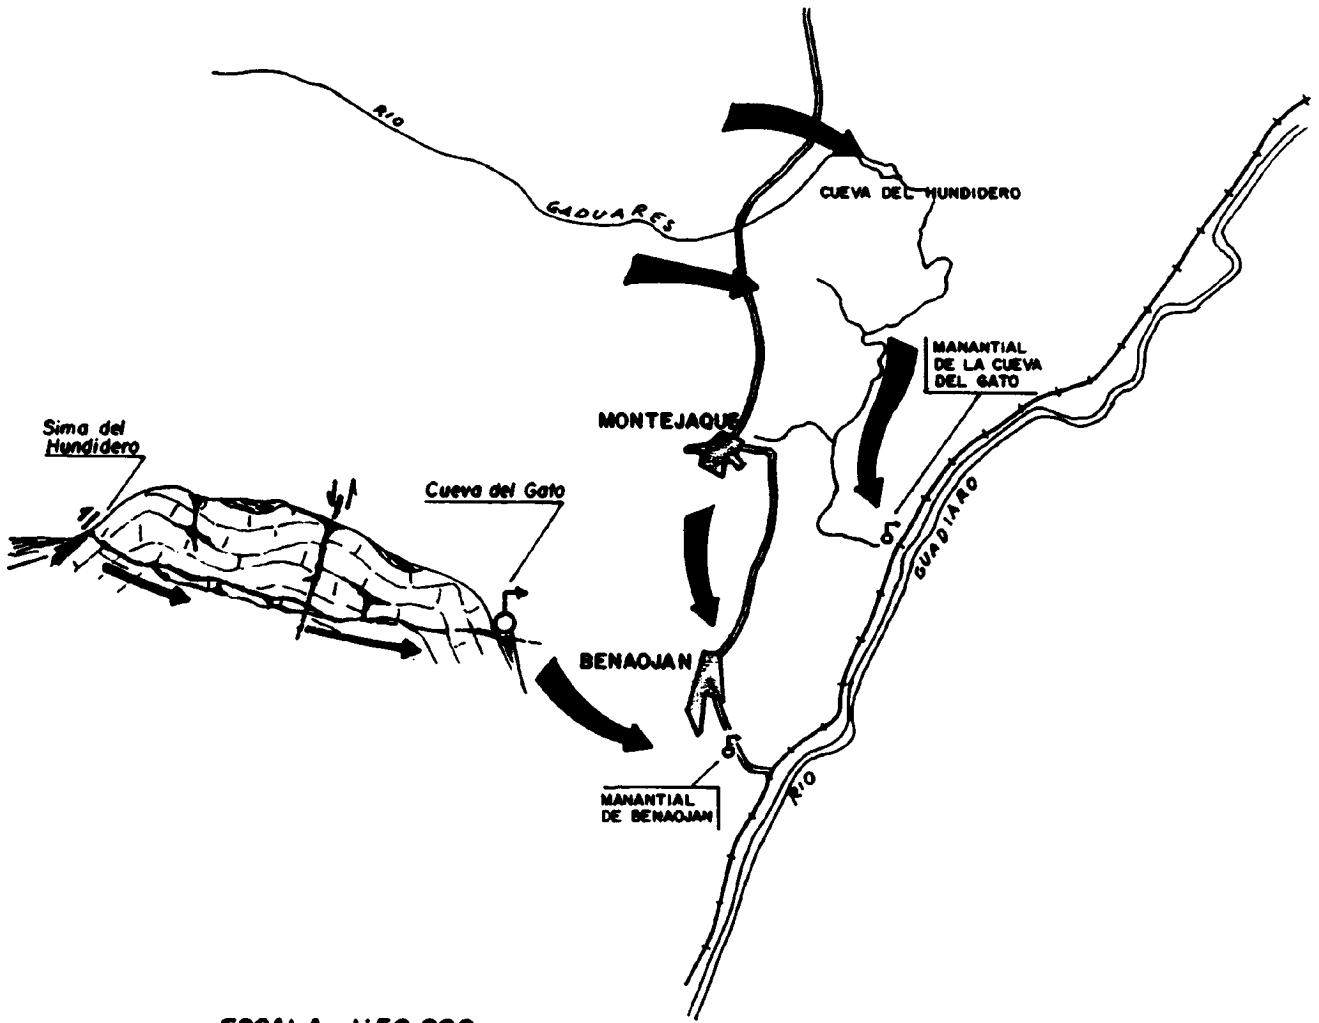 RIO
GADUARES
CUEVA DEL HUNDIDERO
MANANTIAL
DE LA CUEVA
DEL GATO
MONTEJAQUE
Sima del
Hundidero
Cueva del Gato
GUADIARO
BENAOJAN
RIO
MANANTIAL
DE BENAOJAN